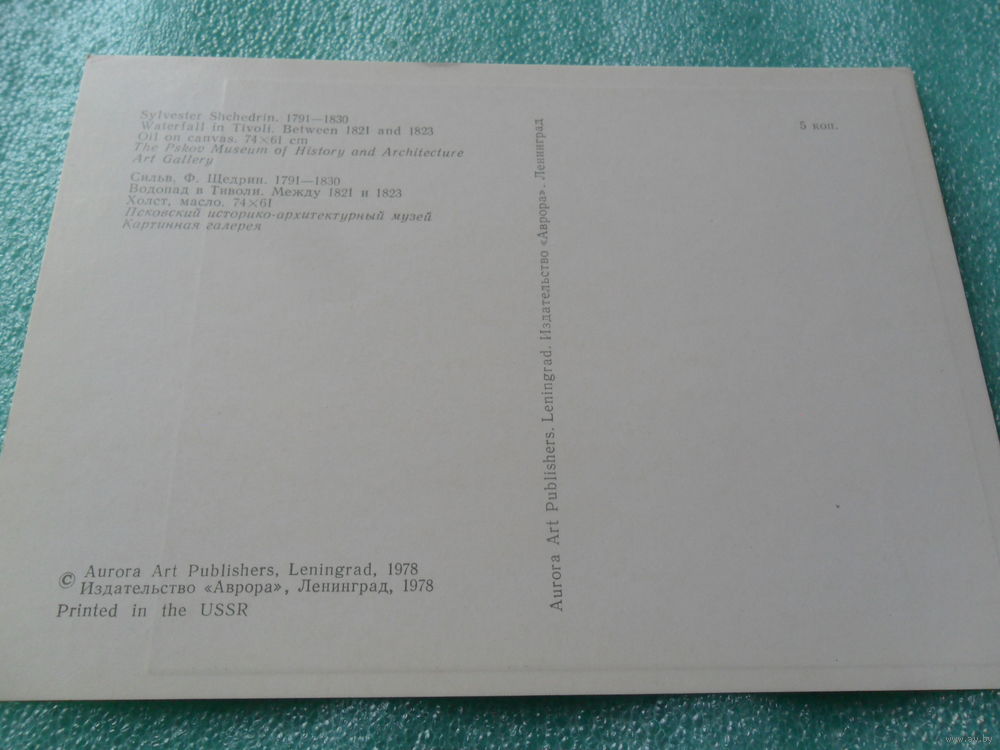 Sylvester Shchedrin. 1791—1830
Waterfall in Tivoli. Between 1821 and 1823
Oil on canvas. 74×61 cm
The Pskov Museum of History and Architecture
Art Gallery
Сильв. Ф. Щедрин. 1791—1830
Водопад в Тиволи. Между 1821 и 1823
Холст, масло. 74×61
Псковский историко-архитектурный музей
Картинная галерея
© Aurora Art Publishers, Leningrad, 1978
Издательство «Аврора», Ленинград, 1978
Printed in the USSR
Aurora Art Publishers. Leningrad. Издательство «Аврора». Ленинград
5 коп.
www.ay.by